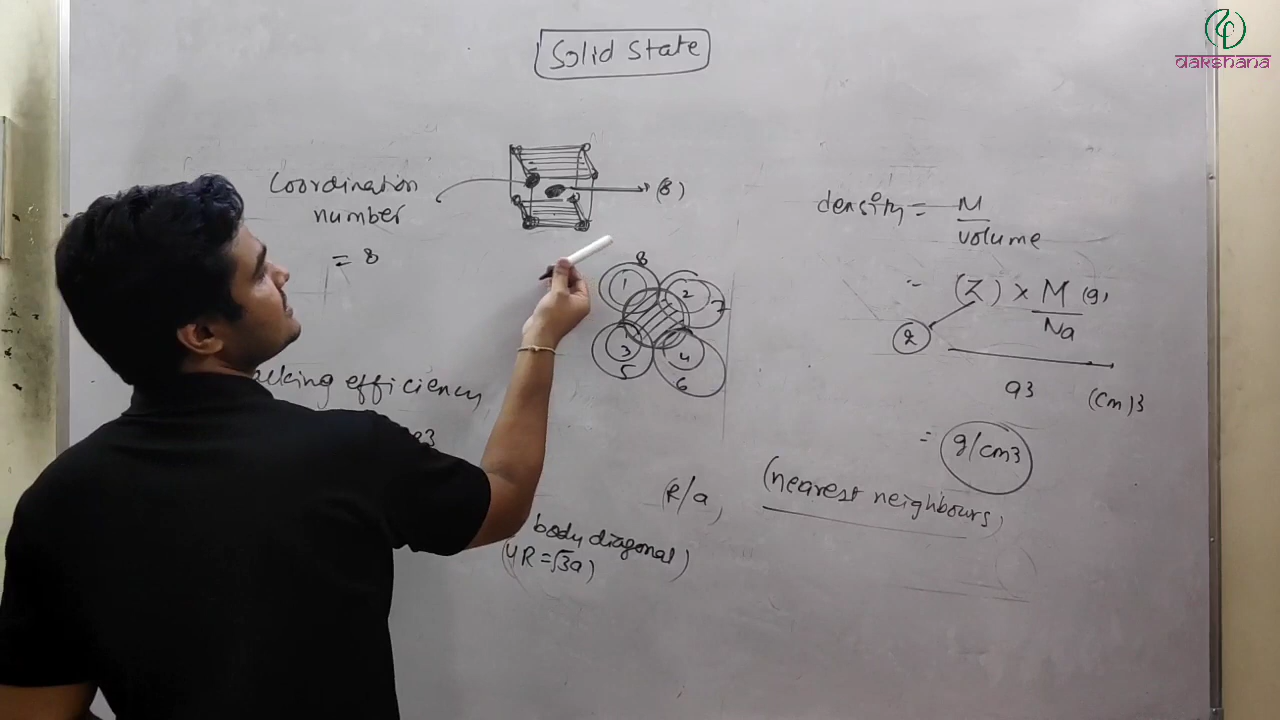 dakshana
Solid State
Coordination
number
= 8
(8)
8
1
2
7
3
4
5
6
packing efficiency
R/a,
body diagonal)
(4R = √3a)
density = M
volume
= (Z) × M (g)
Na
2
a3 (cm)3
= g/cm3
(nearest neighbours)